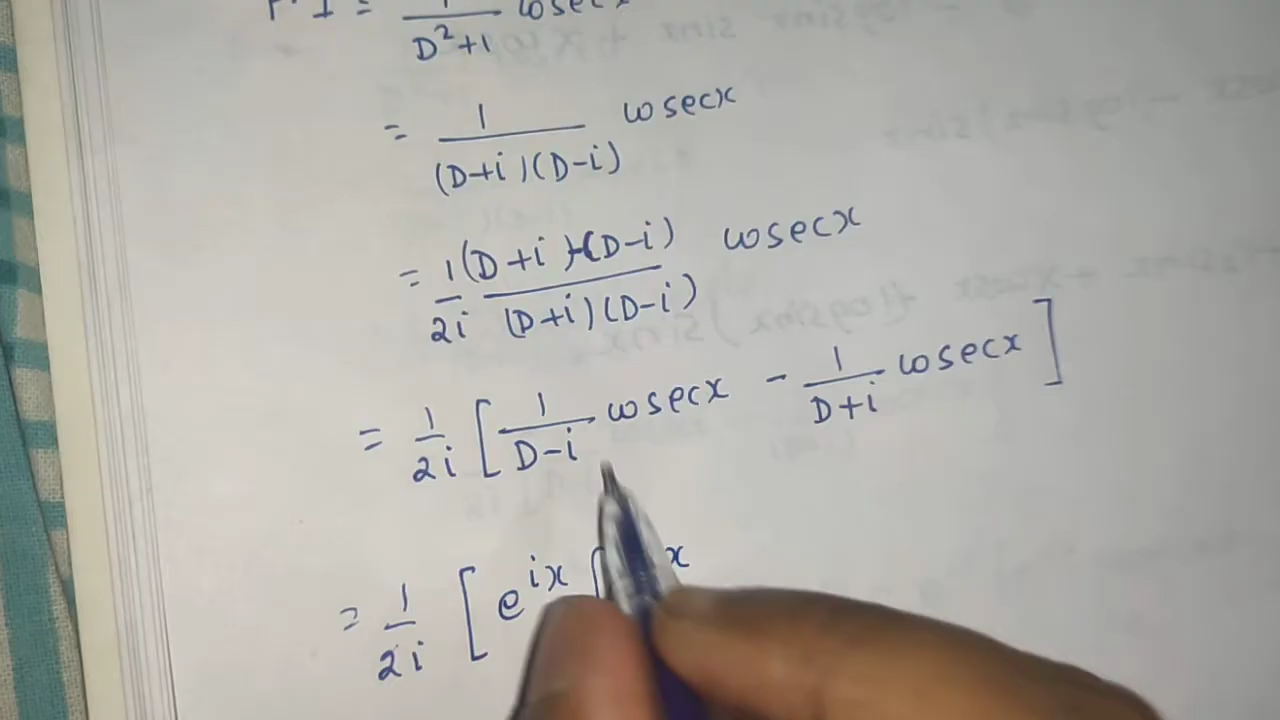 P.I = 1/(D²+1) cosecx
= 1/((D+i)(D-i)) cosecx
= 1/2i ((D+i)-(D-i))/((D+i)(D-i)) cosecx
= 1/2i [1/(D-i) cosecx - 1/(D+i) cosecx]
= 1/2i [e^ix ∫ x